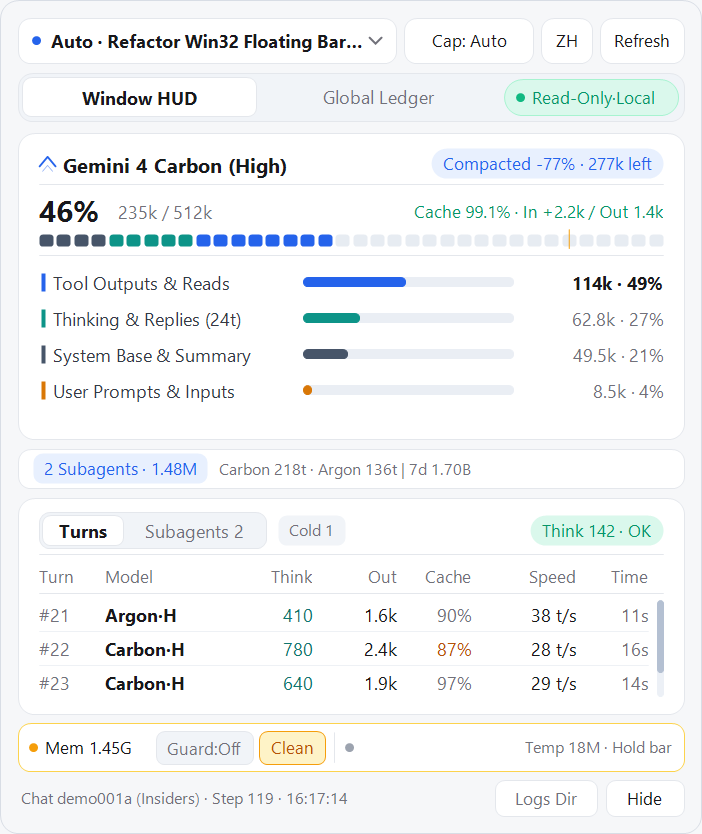 Auto · Refactor Win32 Floating Bar... Cap: Auto ZH Refresh
Window HUD Global Ledger Read-Only·Local
Gemini 4 Carbon (High) Compacted -77% · 277k left
46% 235k / 512k Cache 99.1% · In +2.2k / Out 1.4k
Tool Outputs & Reads 114k · 49%
Thinking & Replies (24t) 62.8k · 27%
System Base & Summary 49.5k · 21%
User Prompts & Inputs 8.5k · 4%
2 Subagents · 1.48M Carbon 218t · Argon 136t | 7d 1.70B
Turns Subagents 2 Cold 1 Think 142 · OK
Turn Model Think Out Cache Speed Time
#21 Argon·H 410 1.6k 90% 38 t/s 11s
#22 Carbon·H 780 2.4k 87% 28 t/s 16s
#23 Carbon·H 640 1.9k 97% 29 t/s 14s
Mem 1.45G Guard:Off Clean Temp 18M · Hold bar
Chat demo001a (Insiders) · Step 119 · 16:17:14 Logs Dir Hide